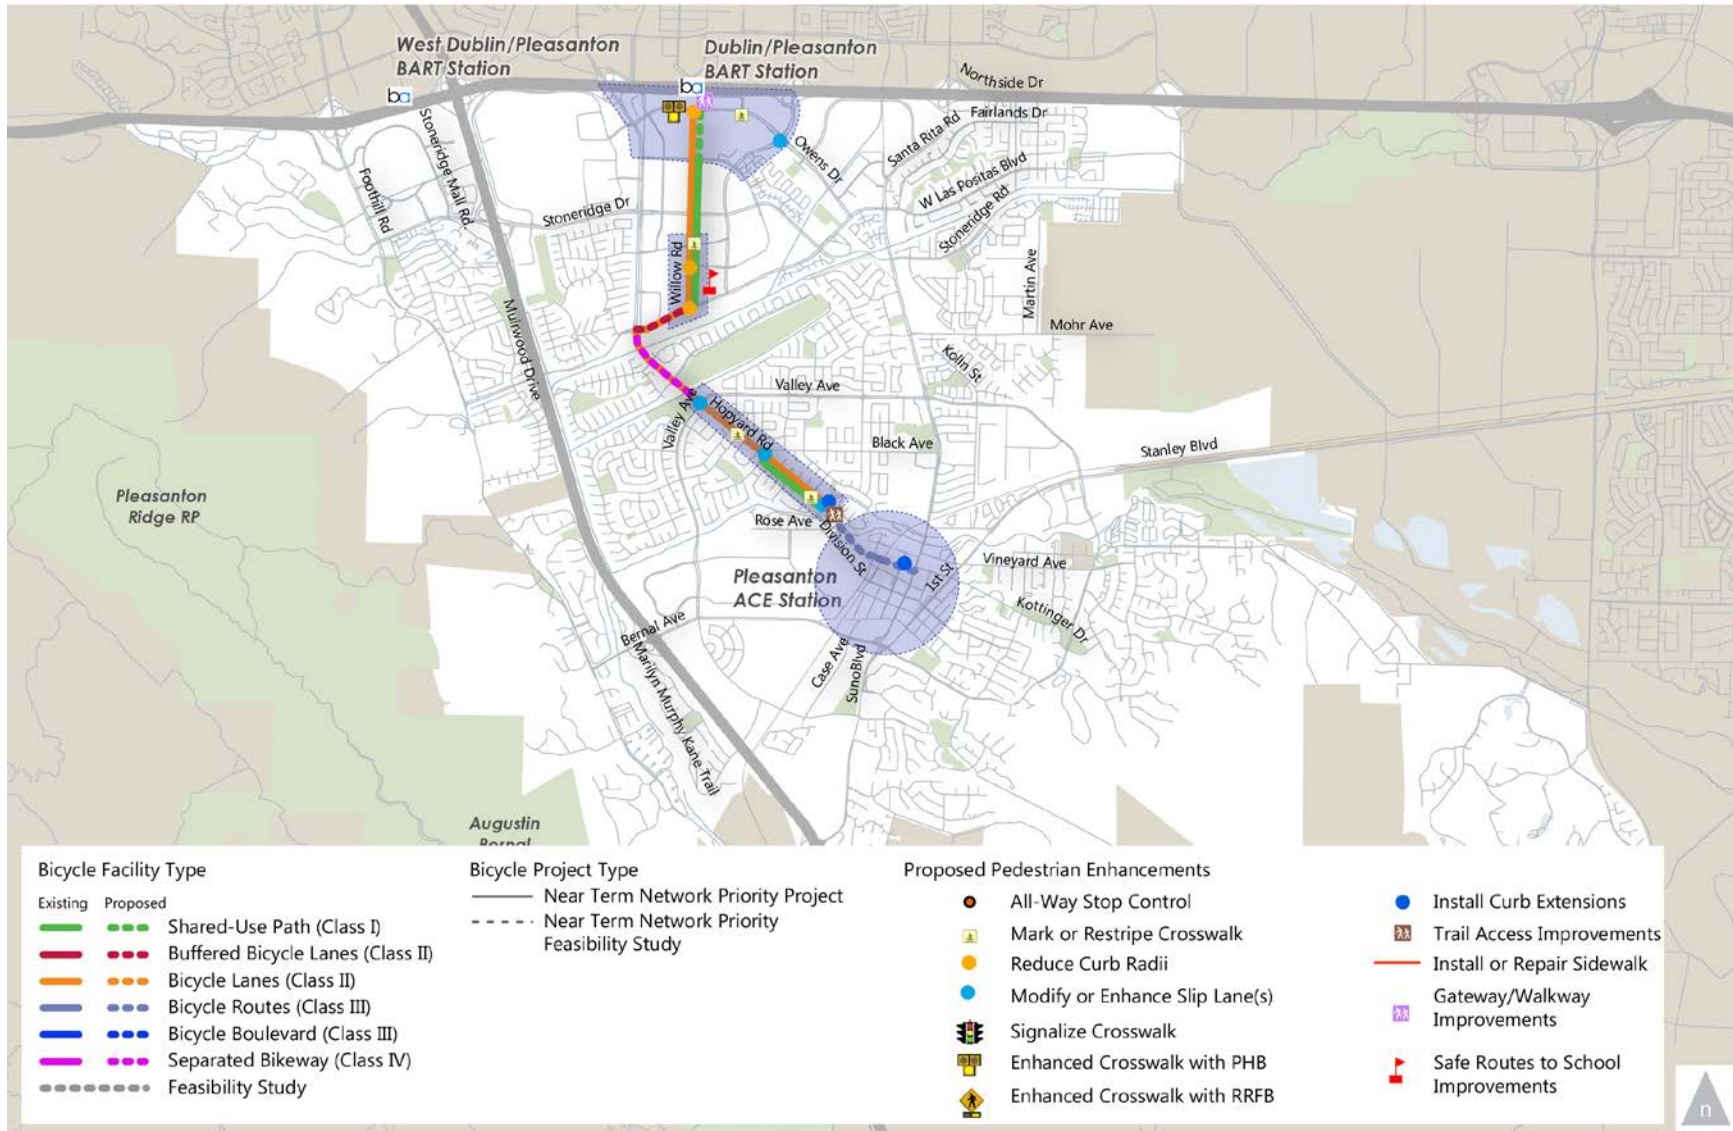 West Dublin/Pleasanton
BART Station
Dublin/Pleasanton
BART Station
ba
ba
Northside Dr
Fairlands Dr
Santa Rita Rd
Owens Dr
W Las Positas Blvd
Stoneridge Rd
Stoneridge Mall Rd.
Foothill Rd
Stoneridge Dr
Willow Rd
Martin Ave
Mohr Ave
Muirwood Drive
Kolln St
Valley Ave
Valley Ave
Hopyard Rd
Black Ave
Stanley Blvd
Pleasanton
Ridge RP
Rose Ave
Division St
Vineyard Ave
Pleasanton
ACE Station
1st St
Kottinger Dr
Bernal Ave
Case Ave
SunolBlvd
Marilyn Murphy Kane Trail
Augustin
Bernal
Bicycle Facility Type
Existing Proposed
Shared-Use Path (Class I)
Buffered Bicycle Lanes (Class II)
Bicycle Lanes (Class II)
Bicycle Routes (Class III)
Bicycle Boulevard (Class III)
Separated Bikeway (Class IV)
Feasibility Study
Bicycle Project Type
Near Term Network Priority Project
Near Term Network Priority
Feasibility Study
Proposed Pedestrian Enhancements
All-Way Stop Control
Mark or Restripe Crosswalk
Reduce Curb Radii
Modify or Enhance Slip Lane(s)
Signalize Crosswalk
Enhanced Crosswalk with PHB
Enhanced Crosswalk with RRFB
Install Curb Extensions
Trail Access Improvements
Install or Repair Sidewalk
Gateway/Walkway
Improvements
Safe Routes to School
Improvements
n